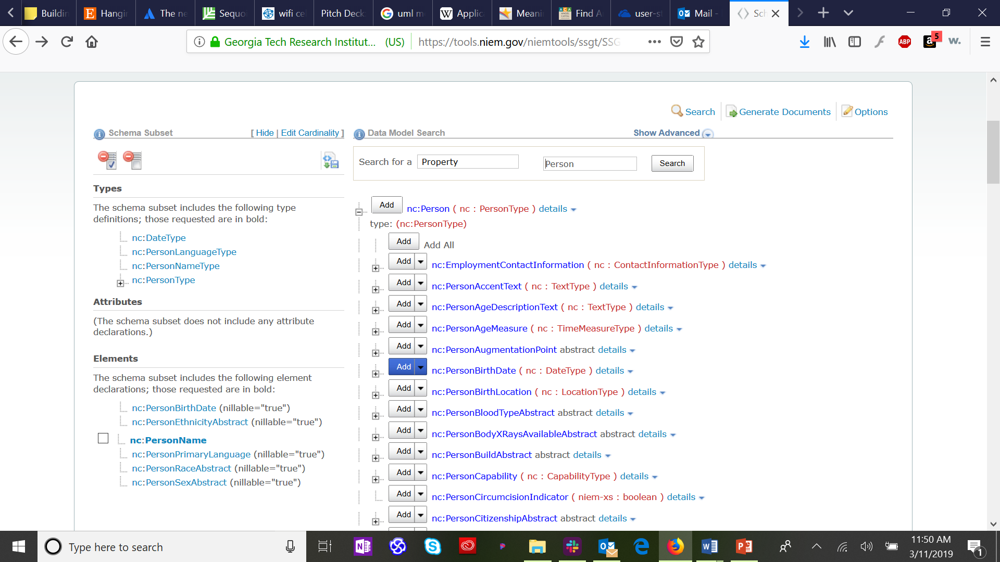 Buildin
Hangin
The ne
Sequoi
wifi cel
Pitch Deck
uml m
Applic
Meani
Find A
user-st
Mail -
Sch
Georgia Tech Research Institut... (US)
https://tools.niem.gov/niemtools/ssgt/SSG
5
ABP
w.
Search
Generate Documents
Options
Schema Subset
[ Hide | Edit Cardinality ]
Data Model Search
Show Advanced
Search for a
Property
Person
Search
Types
The schema subset includes the following type
definitions; those requested are in bold:
nc:DateType
nc:PersonLanguageType
nc:PersonNameType
nc:PersonType
Attributes
(The schema subset does not include any attribute
declarations.)
Elements
The schema subset includes the following element
declarations; those requested are in bold:
nc:PersonBirthDate (nillable="true")
nc:PersonEthnicityAbstract (nillable="true")
nc:PersonName
nc:PersonPrimaryLanguage (nillable="true")
nc:PersonRaceAbstract (nillable="true")
nc:PersonSexAbstract (nillable="true")
Add nc:Person ( nc : PersonType ) details
type: (nc:PersonType)
Add Add All
Add nc:EmploymentContactInformation ( nc : ContactInformationType ) details
Add nc:PersonAccentText ( nc : TextType ) details
Add nc:PersonAgeDescriptionText ( nc : TextType ) details
Add nc:PersonAgeMeasure ( nc : TimeMeasureType ) details
Add nc:PersonAugmentationPoint abstract details
Add nc:PersonBirthDate ( nc : DateType ) details
Add nc:PersonBirthLocation ( nc : LocationType ) details
Add nc:PersonBloodTypeAbstract abstract details
Add nc:PersonBodyXRaysAvailableAbstract abstract details
Add nc:PersonBuildAbstract abstract details
Add nc:PersonCapability ( nc : CapabilityType ) details
Add nc:PersonCircumcisionIndicator ( niem-xs : boolean ) details
Add nc:PersonCitizenshipAbstract abstract details
Type here to search
11:50 AM
3/11/2019
1